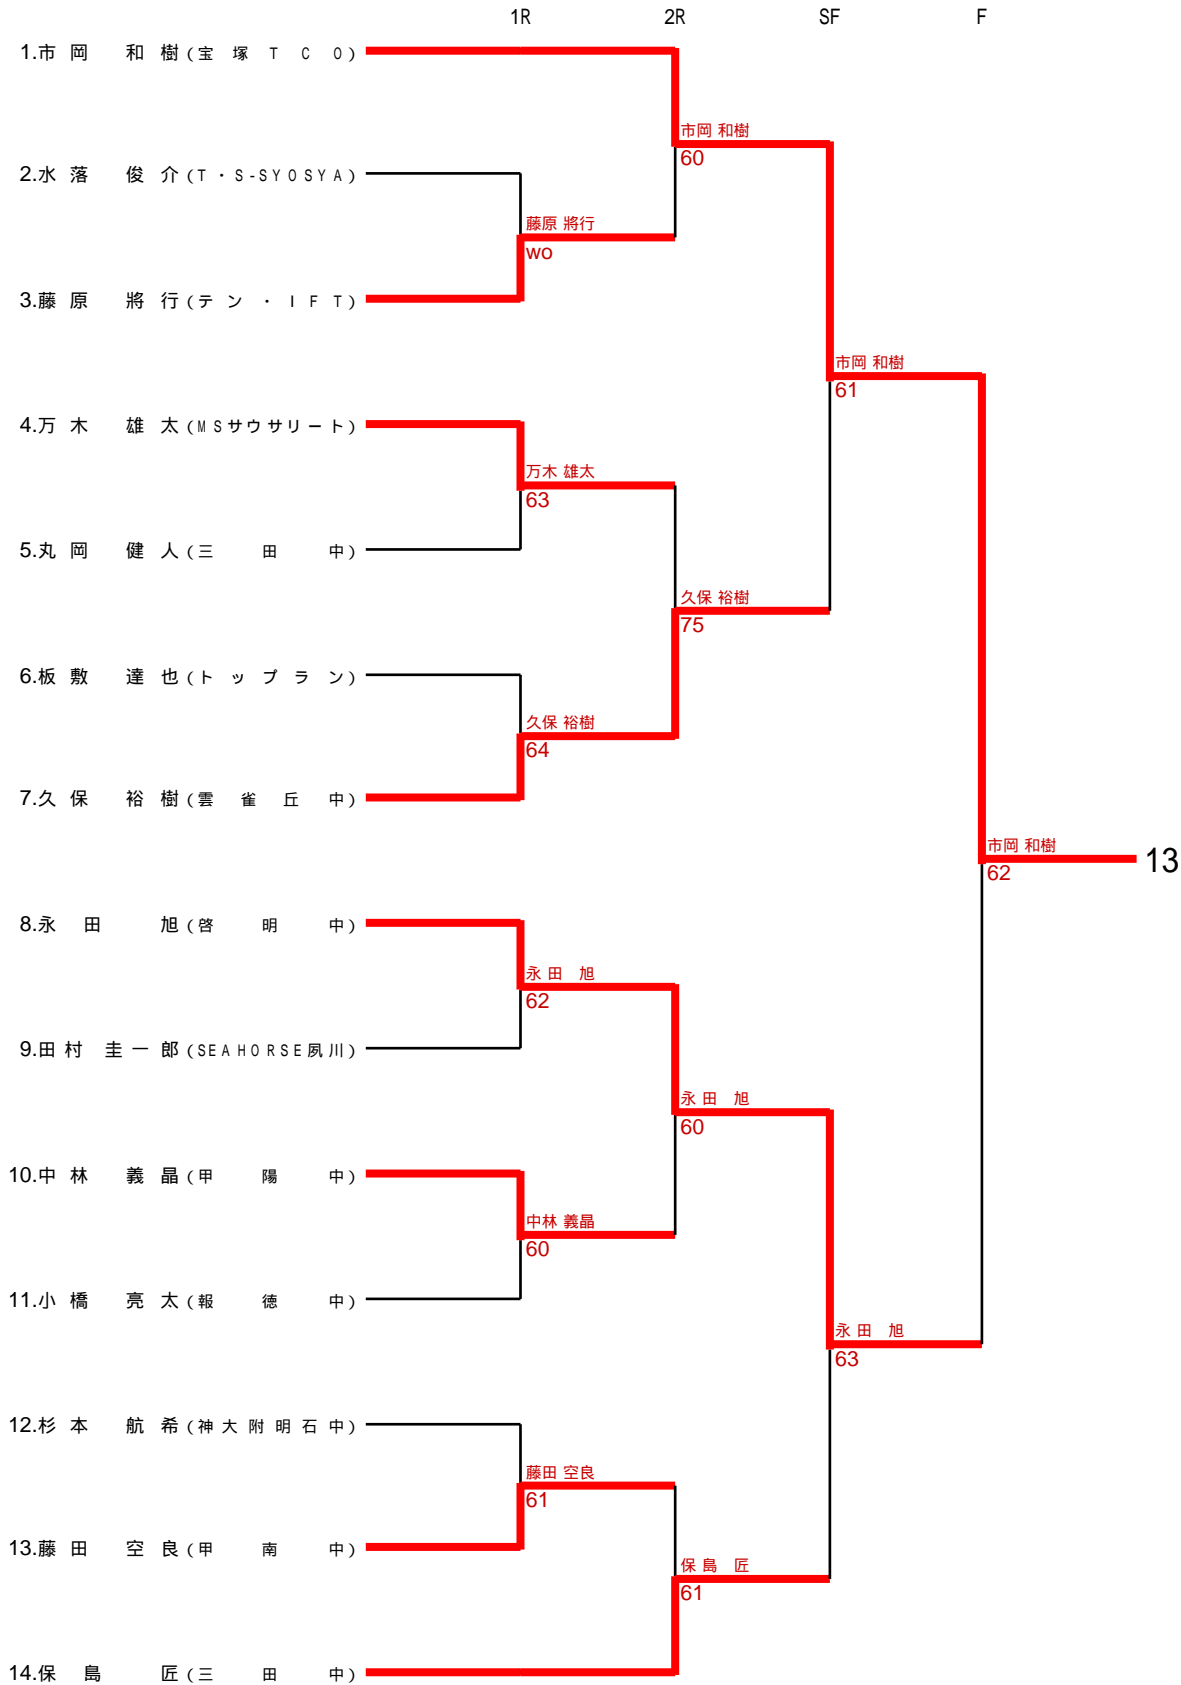 1R 2R SF F
1.市岡 和樹(宝塚TCO)
市岡 和樹
60
2.水落 俊介(T・S-SYOSYA)
藤原 將行
wo
3.藤原 將行(テン・IFT)
市岡 和樹
61
4.万木 雄太(MSサウサリート)
万木 雄太
63
5.丸岡 健人(三田中)
久保 裕樹
75
6.板敷 達也(トップラン)
久保 裕樹
64
7.久保 裕樹(雲雀丘中)
市岡 和樹
62
13
8.永田 旭(啓明中)
永田 旭
62
9.田村 圭一郎(SEAHORSE夙川)
永田 旭
60
10.中林 義晶(甲陽中)
中林 義晶
60
11.小橋 亮太(報徳中)
永田 旭
63
12.杉本 航希(神大附明石中)
藤田 空良
61
13.藤田 空良(甲南中)
保島 匠
61
14.保島 匠(三田中)